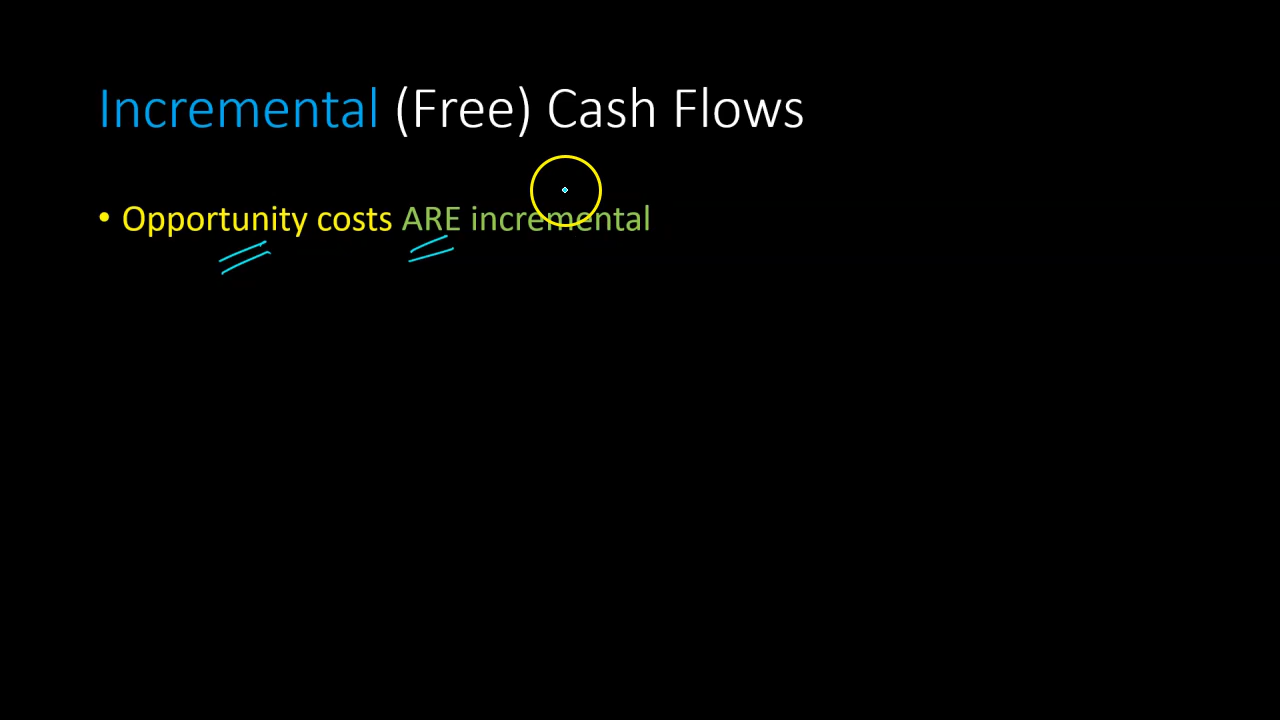 Incremental (Free) Cash Flows
• Opportunity costs ARE incremental